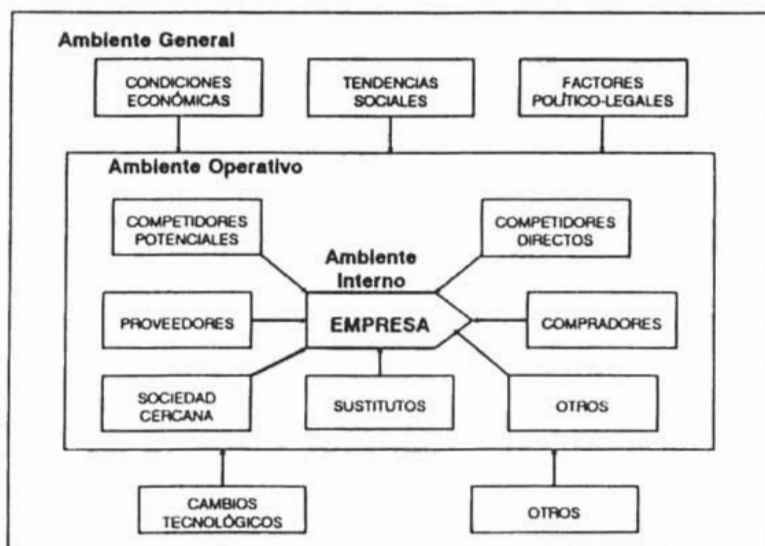 Ambiente General
CONDICIONES
ECONÓMICAS
TENDENCIAS
SOCIALES
FACTORES
POLÍTICO-LEGALES
Ambiente Operativo
COMPETIDORES
POTENCIALES
COMPETIDORES
DIRECTOS
Ambiente
Interno
PROVEEDORES
EMPRESA
COMPRADORES
SOCIEDAD
CERCANA
SUSTITUTOS
OTROS
CAMBIOS
TECNOLÓGICOS
OTROS